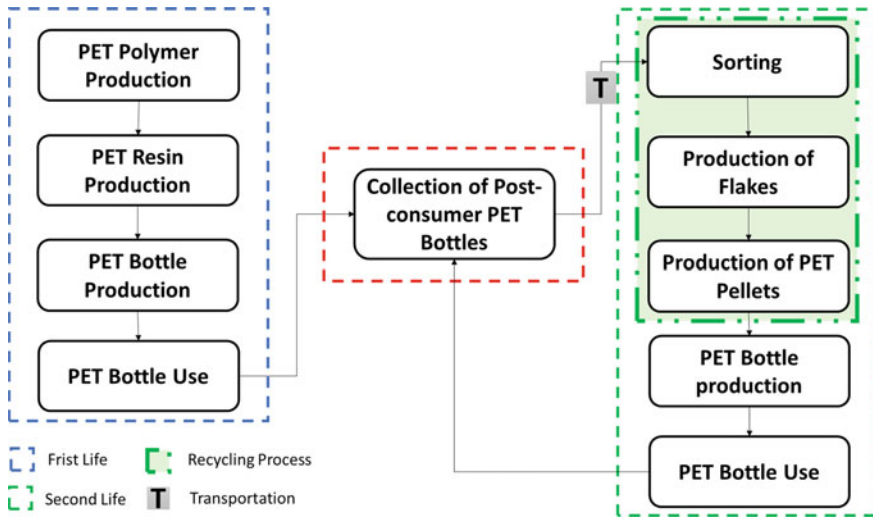 PET Polymer
Production
PET Resin
Production
PET Bottle
Production
PET Bottle Use
Collection of Post-
consumer PET
Bottles
T
Sorting
Production of
Flakes
Production of PET
Pellets
PET Bottle
production
PET Bottle Use
Frist Life
Recycling Process
Second Life
T Transportation